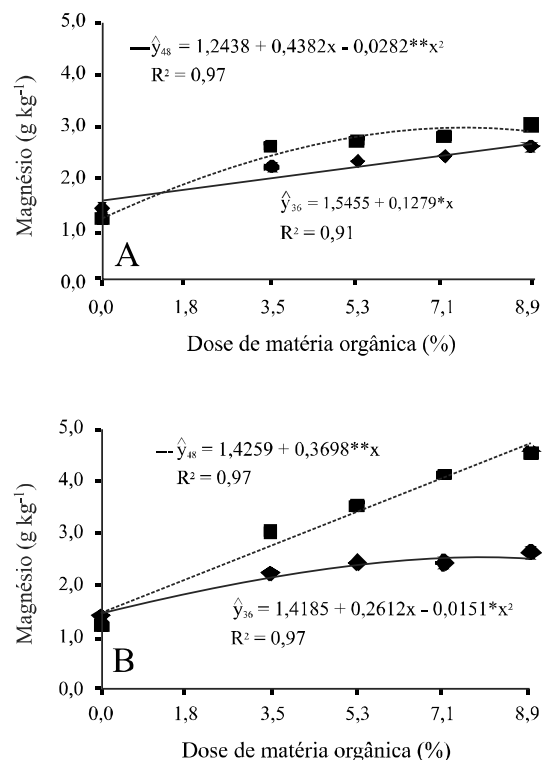 ŷ48 = 1,2438 + 0,4382x - 0,0282**x²
R² = 0,97
5,0
4,0
3,0
2,0
1,0
0,0
Magnésio (g kg-1)
ŷ36 = 1,5455 + 0,1279*x
R² = 0,91
A
0,0 1,8 3,5 5,3 7,1 8,9
Dose de matéria orgânica (%)
ŷ48 = 1,4259 + 0,3698**x
R² = 0,97
5,0
4,0
3,0
2,0
1,0
0,0
Magnésio (g kg-1)
ŷ36 = 1,4185 + 0,2612x - 0,0151*x²
R² = 0,97
B
0,0 1,8 3,5 5,3 7,1 8,9
Dose de matéria orgânica (%)